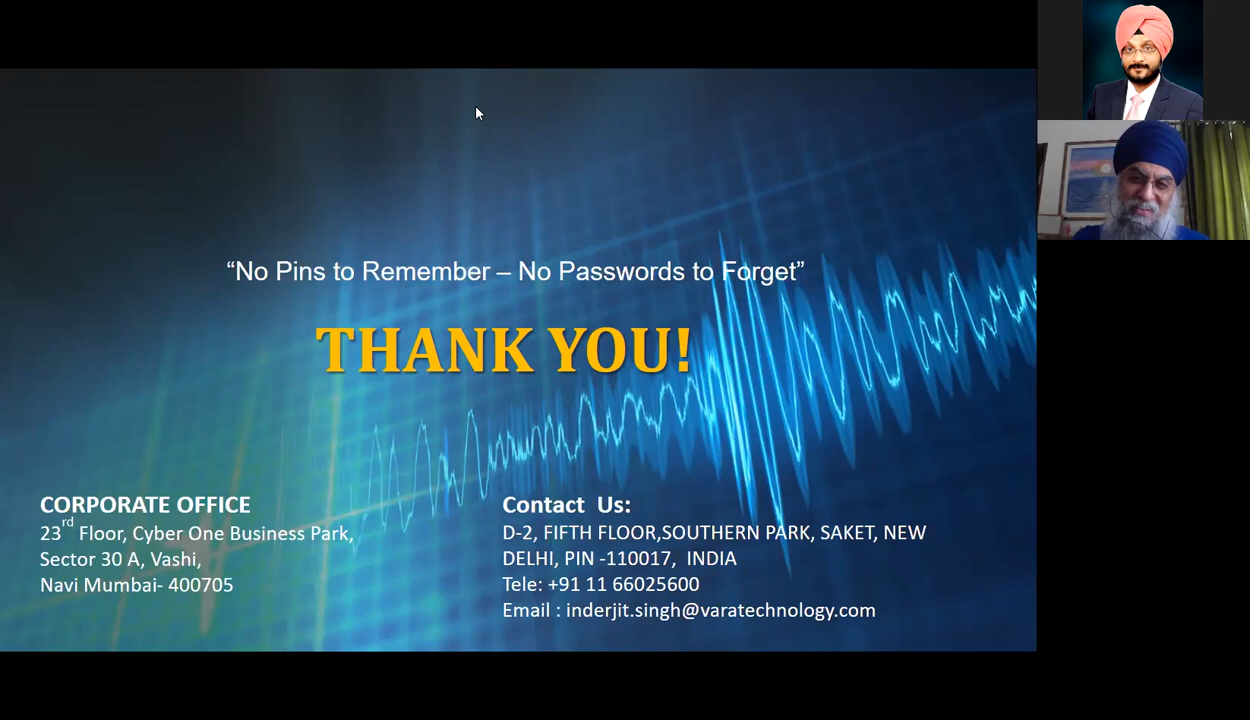 “No Pins to Remember – No Passwords to Forget”
THANK YOU!
CORPORATE OFFICE
23rd Floor, Cyber One Business Park,
Sector 30 A, Vashi,
Navi Mumbai- 400705
Contact  Us:
D-2, FIFTH FLOOR,SOUTHERN PARK, SAKET, NEW
DELHI, PIN -110017,  INDIA
Tele: +91 11 66025600
Email : inderjit.singh@varatechnology.com